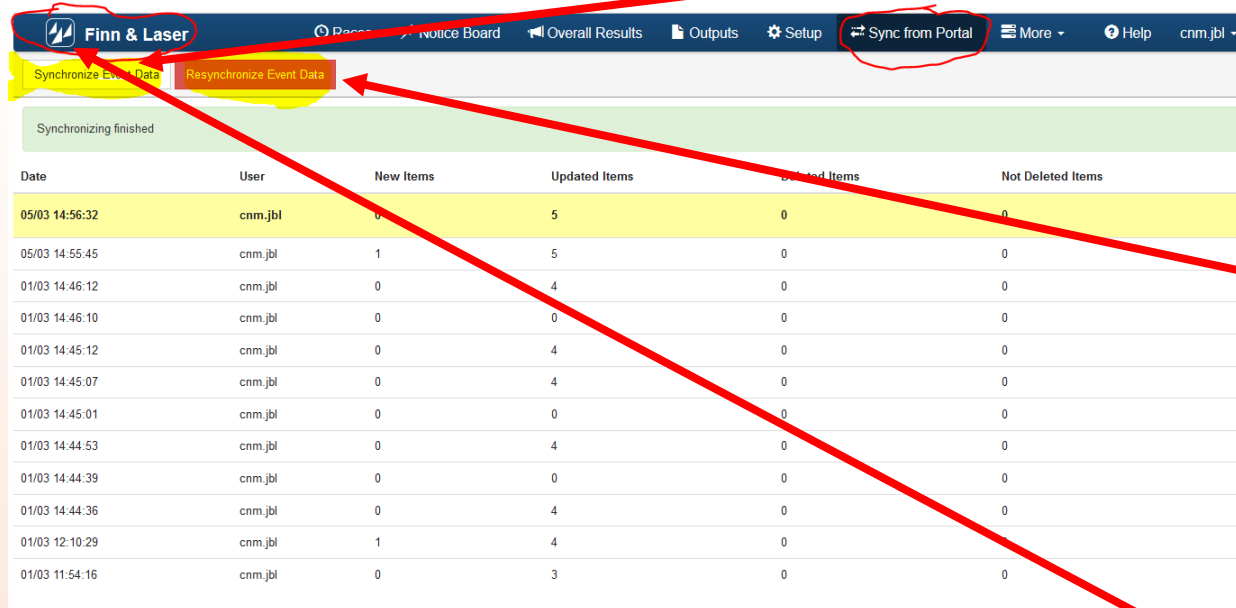 Finn & Laser Notice Board Overall Results Outputs Setup Sync from Portal More Help cnm.jbl
Synchronize Event Data Resynchronize Event Data
Synchronizing finished
Date User New Items Updated Items Deleted Items Not Deleted Items
05/03 14:56:32 cnm.jbl 0 5 0 0
05/03 14:55:45 cnm.jbl 1 5 0 0
01/03 14:46:12 cnm.jbl 0 4 0 0
01/03 14:46:10 cnm.jbl 0 0 0 0
01/03 14:45:12 cnm.jbl 0 4 0 0
01/03 14:45:07 cnm.jbl 0 4 0 0
01/03 14:45:01 cnm.jbl 0 0 0 0
01/03 14:44:53 cnm.jbl 0 4 0 0
01/03 14:44:39 cnm.jbl 0 0 0 0
01/03 14:44:36 cnm.jbl 0 4 0 0
01/03 12:10:29 cnm.jbl 1 4 0
01/03 11:54:16 cnm.jbl 0 3 0 0